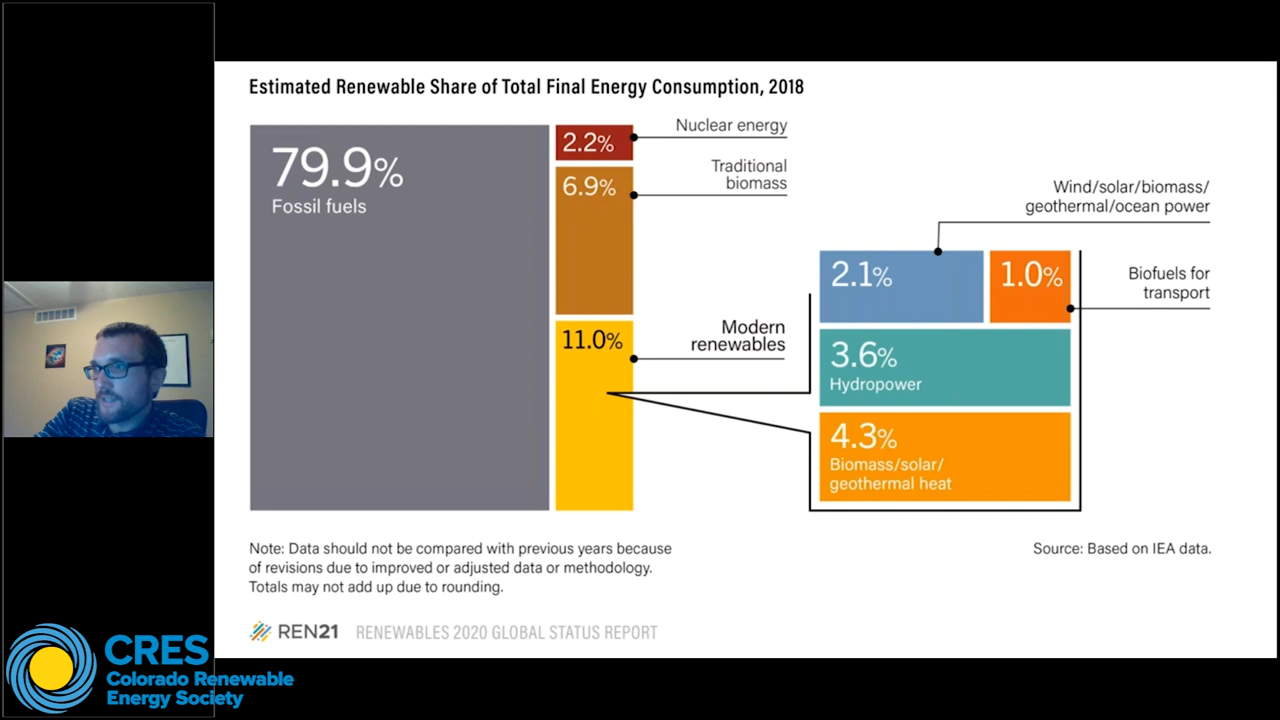 Estimated Renewable Share of Total Final Energy Consumption, 2018
79.9%
Fossil fuels
2.2%
Nuclear energy
6.9%
Traditional
biomass
11.0%
Modern
renewables
Wind/solar/biomass/
geothermal/ocean power
2.1%
1.0%
Biofuels for
transport
3.6%
Hydropower
4.3%
Biomass/solar/
geothermal heat
Note: Data should not be compared with previous years because
of revisions due to improved or adjusted data or methodology.
Totals may not add up due to rounding.
Source: Based on IEA data.
REN21 RENEWABLES 2020 GLOBAL STATUS REPORT
CRES
Colorado Renewable
Energy Society